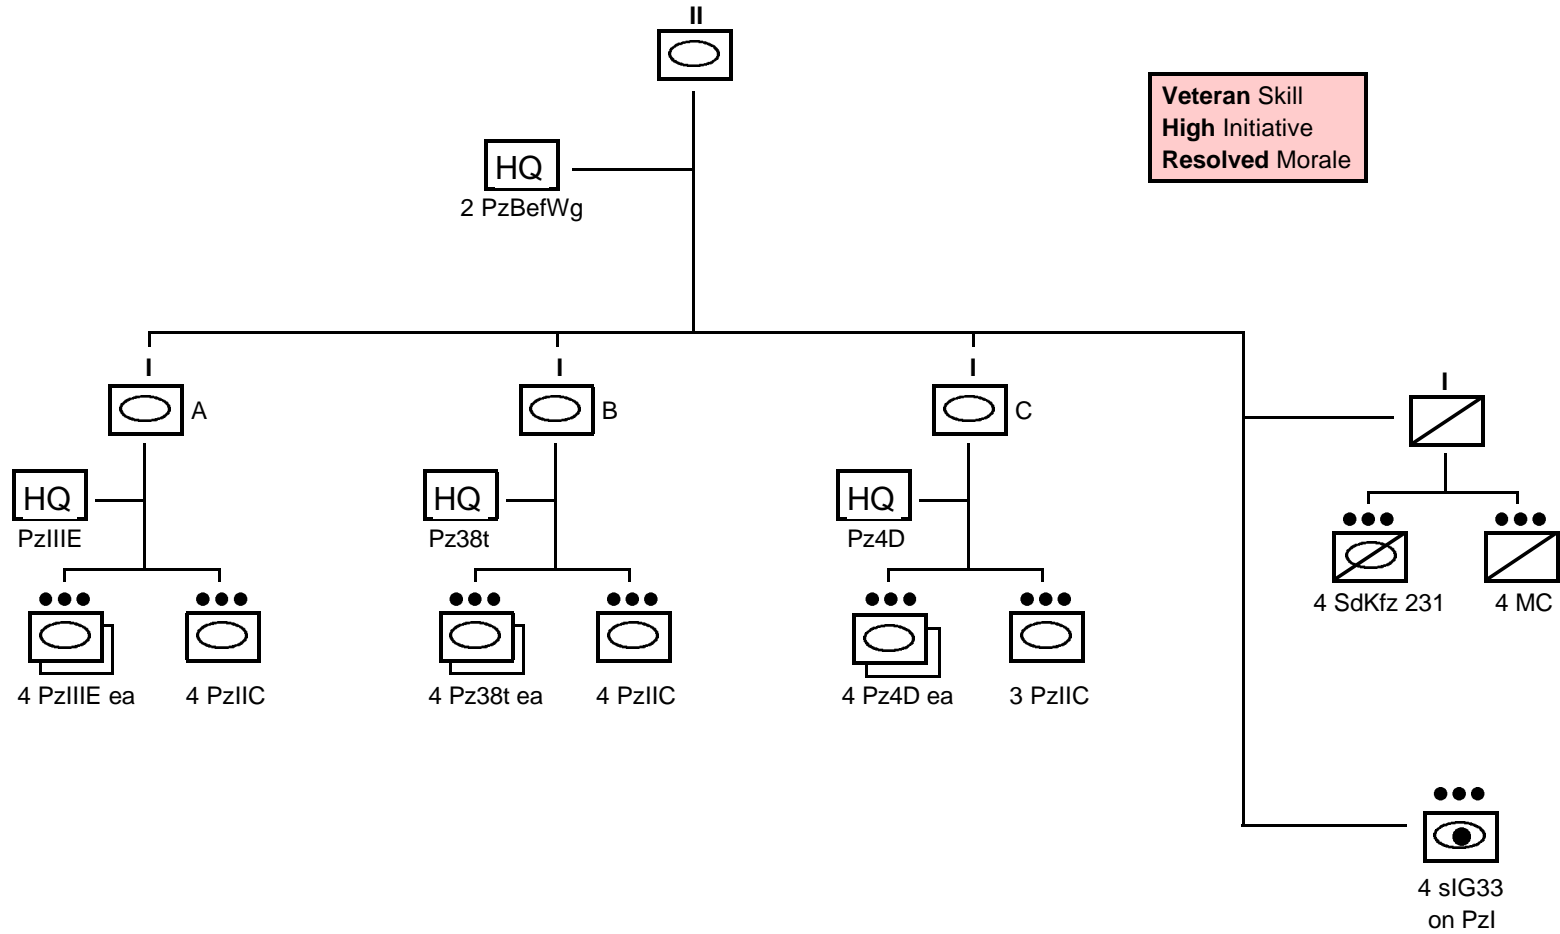 II
Veteran Skill
High Initiative
Resolved Morale
HQ
2 PzBefWg
I
I
I
I
A
B
C
HQ
HQ
HQ
PzIIIE
Pz38t
Pz4D
4 SdKfz 231
4 MC
4 PzIIIE ea
4 PzIIC
4 Pz38t ea
4 PzIIC
4 Pz4D ea
3 PzIIC
4 sIG33
on PzI